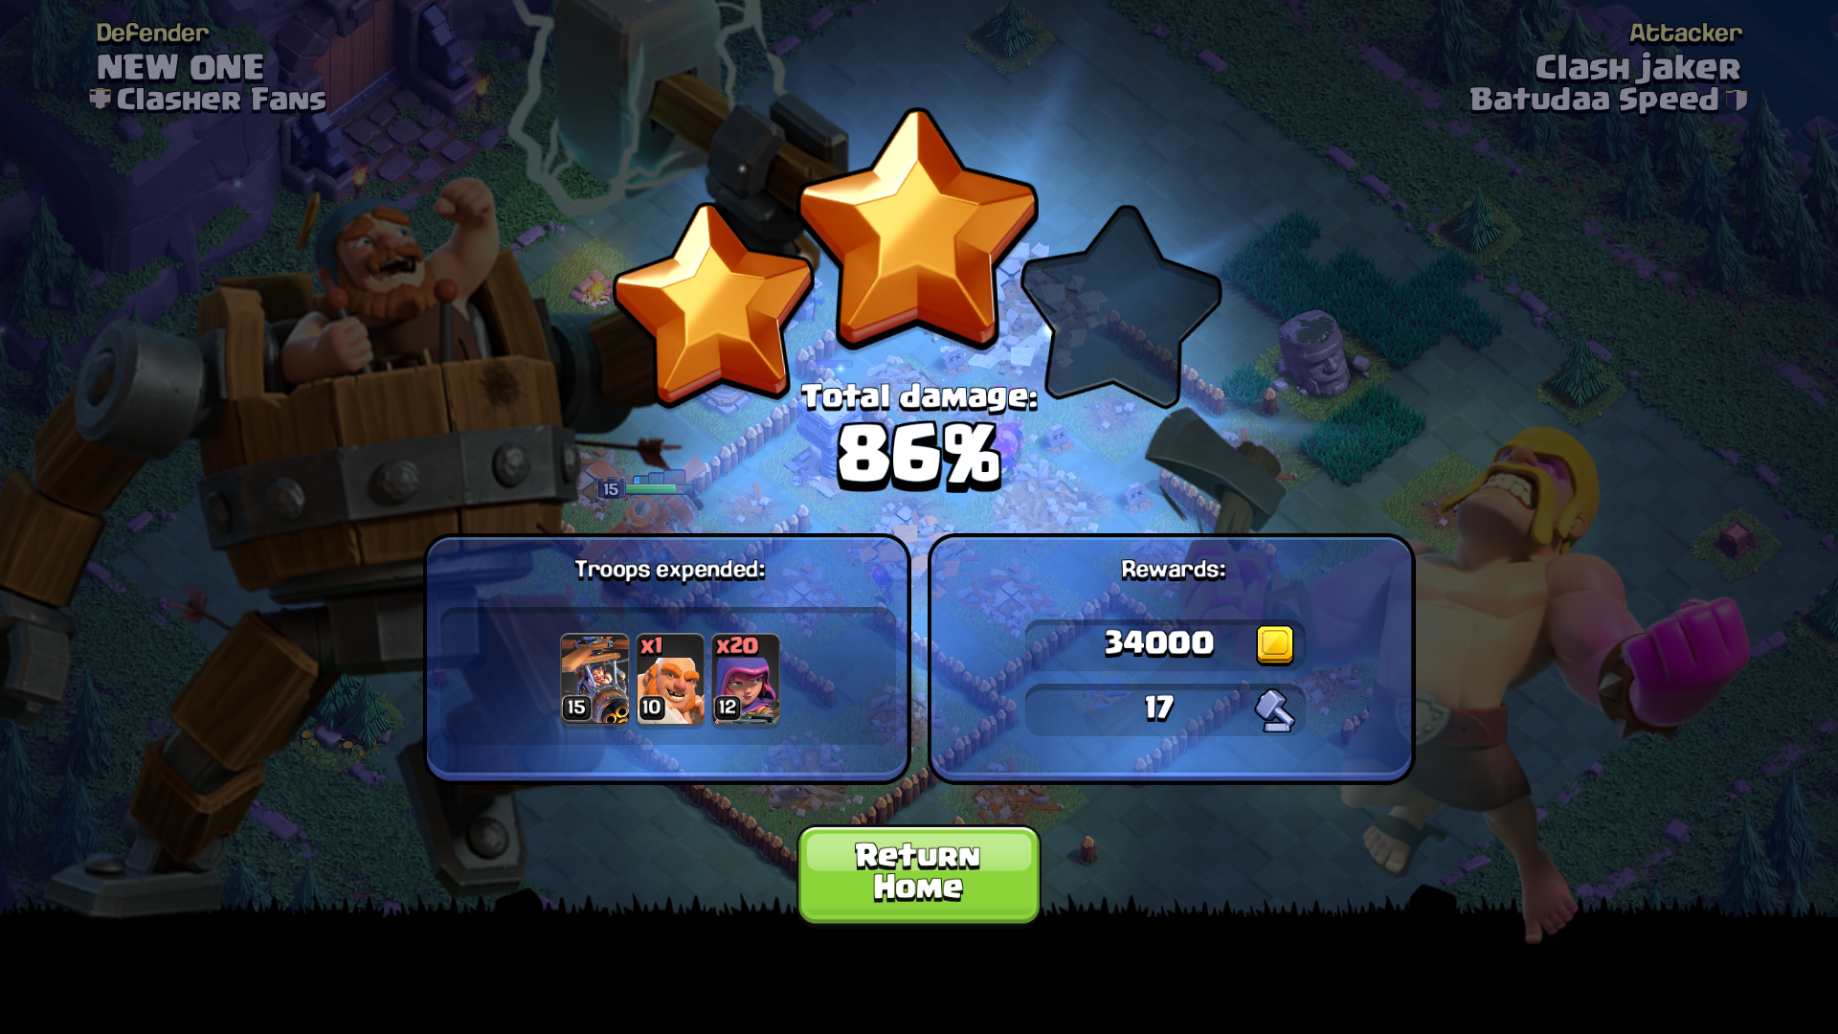 Defender
NEW ONE
Clasher Fans
Attacker
Clash jaker
Batudaa Speed
Total damage:
86%
15
Troops expended:
x1
x20
15
10
12
Rewards:
34000
17
Return
Home